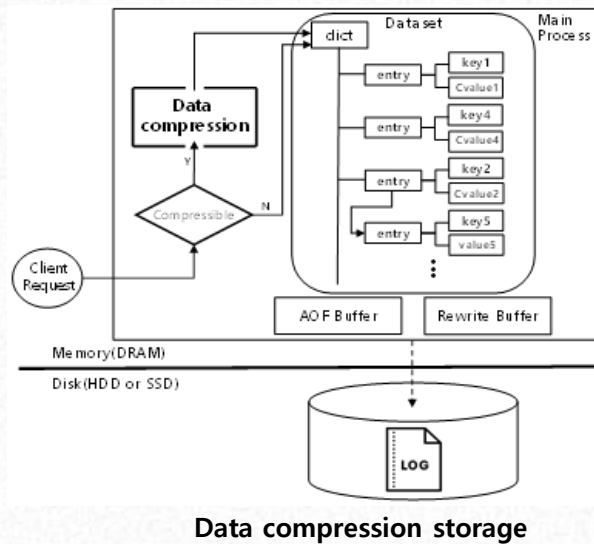 Dataset
Main
Process
dict
entry
key1
Cvalue1
Data
compression
entry
key4
Cvalue4
Y
entry
key2
Cvalue2
Compressible
N
entry
key5
value5
Client
Request
AOF Buffer
Rewrite Buffer
Memory(DRAM)
Disk(HDD or SSD)
LOG
Data compression storage